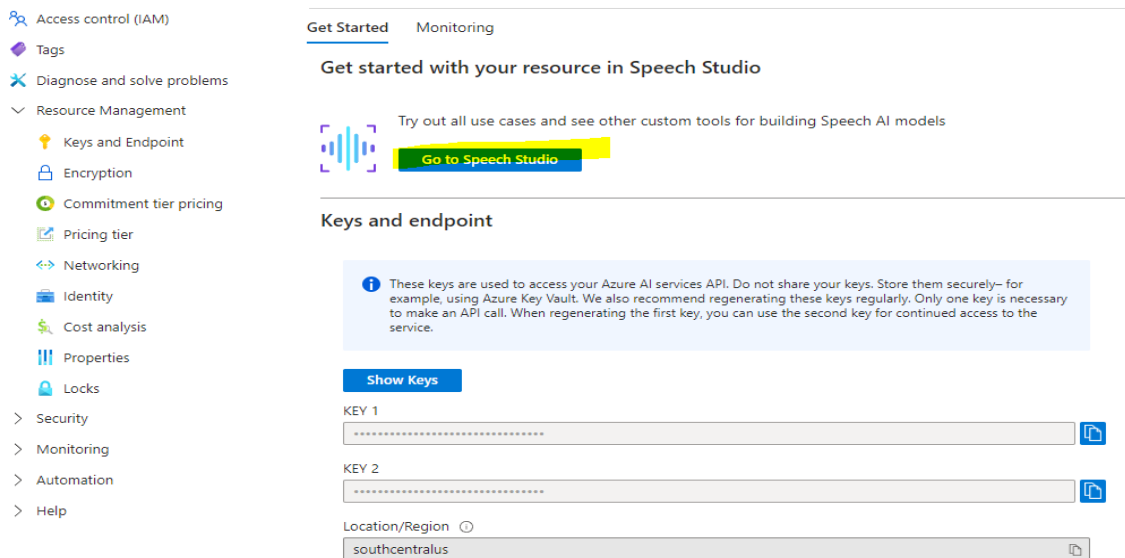 Access control (IAM)
Tags
Diagnose and solve problems
Resource Management
Keys and Endpoint
Encryption
Commitment tier pricing
Pricing tier
Networking
Identity
Cost analysis
Properties
Locks
Security
Monitoring
Automation
Help
Get Started Monitoring
Get started with your resource in Speech Studio
Try out all use cases and see other custom tools for building Speech AI models
Go to Speech Studio
Keys and endpoint
These keys are used to access your Azure AI services API. Do not share your keys. Store them securely– for
example, using Azure Key Vault. We also recommend regenerating these keys regularly. Only one key is necessary
to make an API call. When regenerating the first key, you can use the second key for continued access to the
service.
Show Keys
KEY 1
•••••••••••••••••••••••••••••••
KEY 2
•••••••••••••••••••••••••••••••
Location/Region
southcentralus